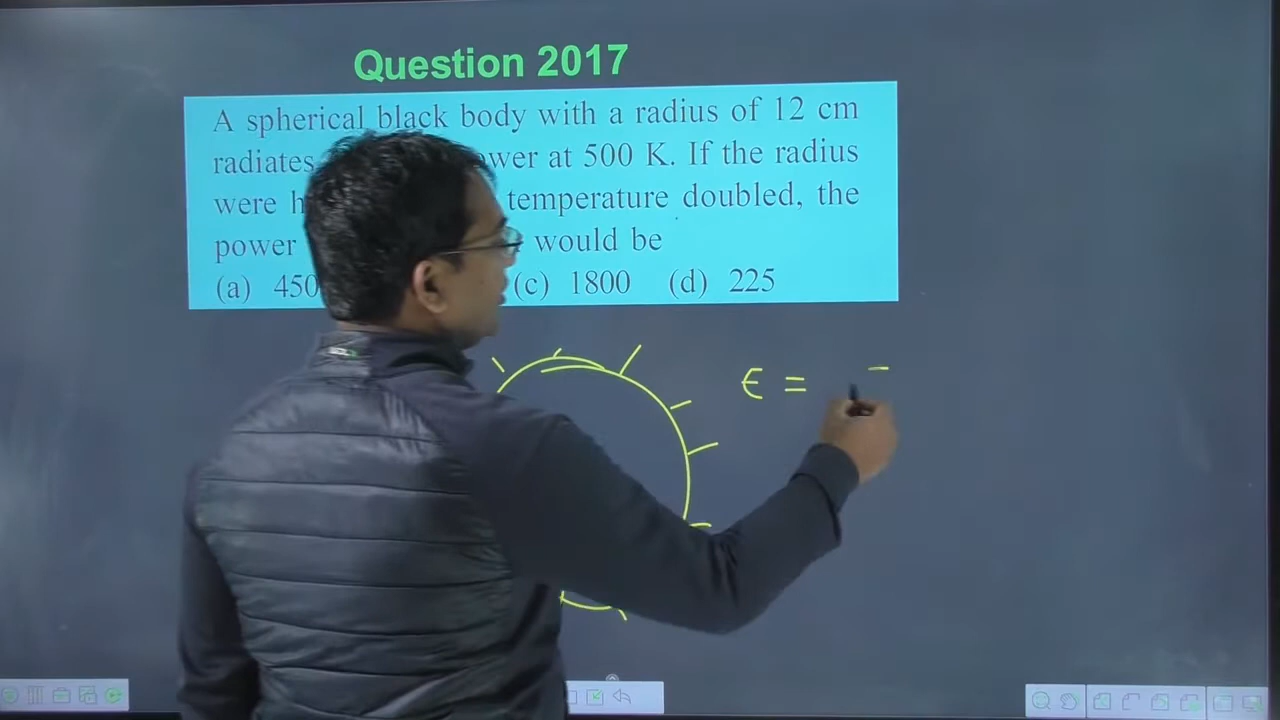 Question 2017
A spherical black body with a radius of 12 cm
radiates at 500 K. If the radius
were temperature doubled, the
power would be
(a) 450 (c) 1800 (d) 225
ϵ =